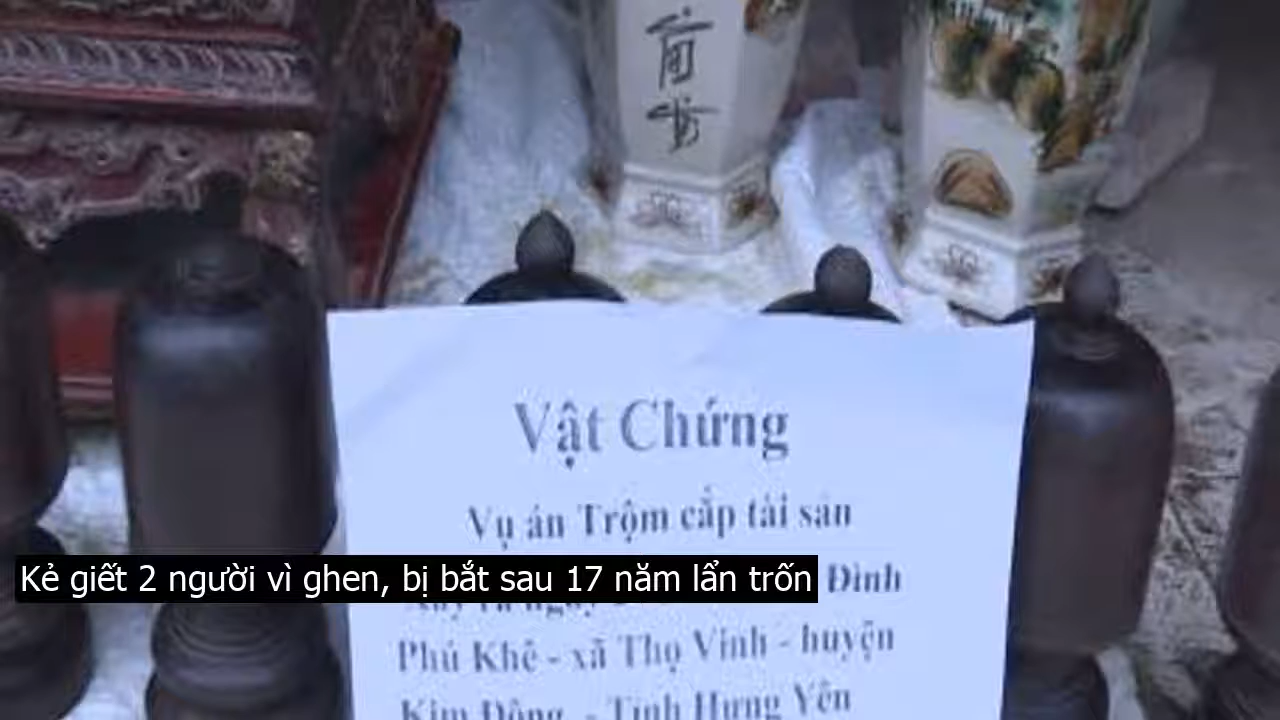 Vật Chứng
Vụ án Trộm cắp tài sản
Kẻ giết 2 người vì ghen, bị bắt sau 17 năm lẩn trốn
Đình
Phú Khê - xã Thọ Vinh - huyện
Kim Động - Tỉnh Hưng Yên